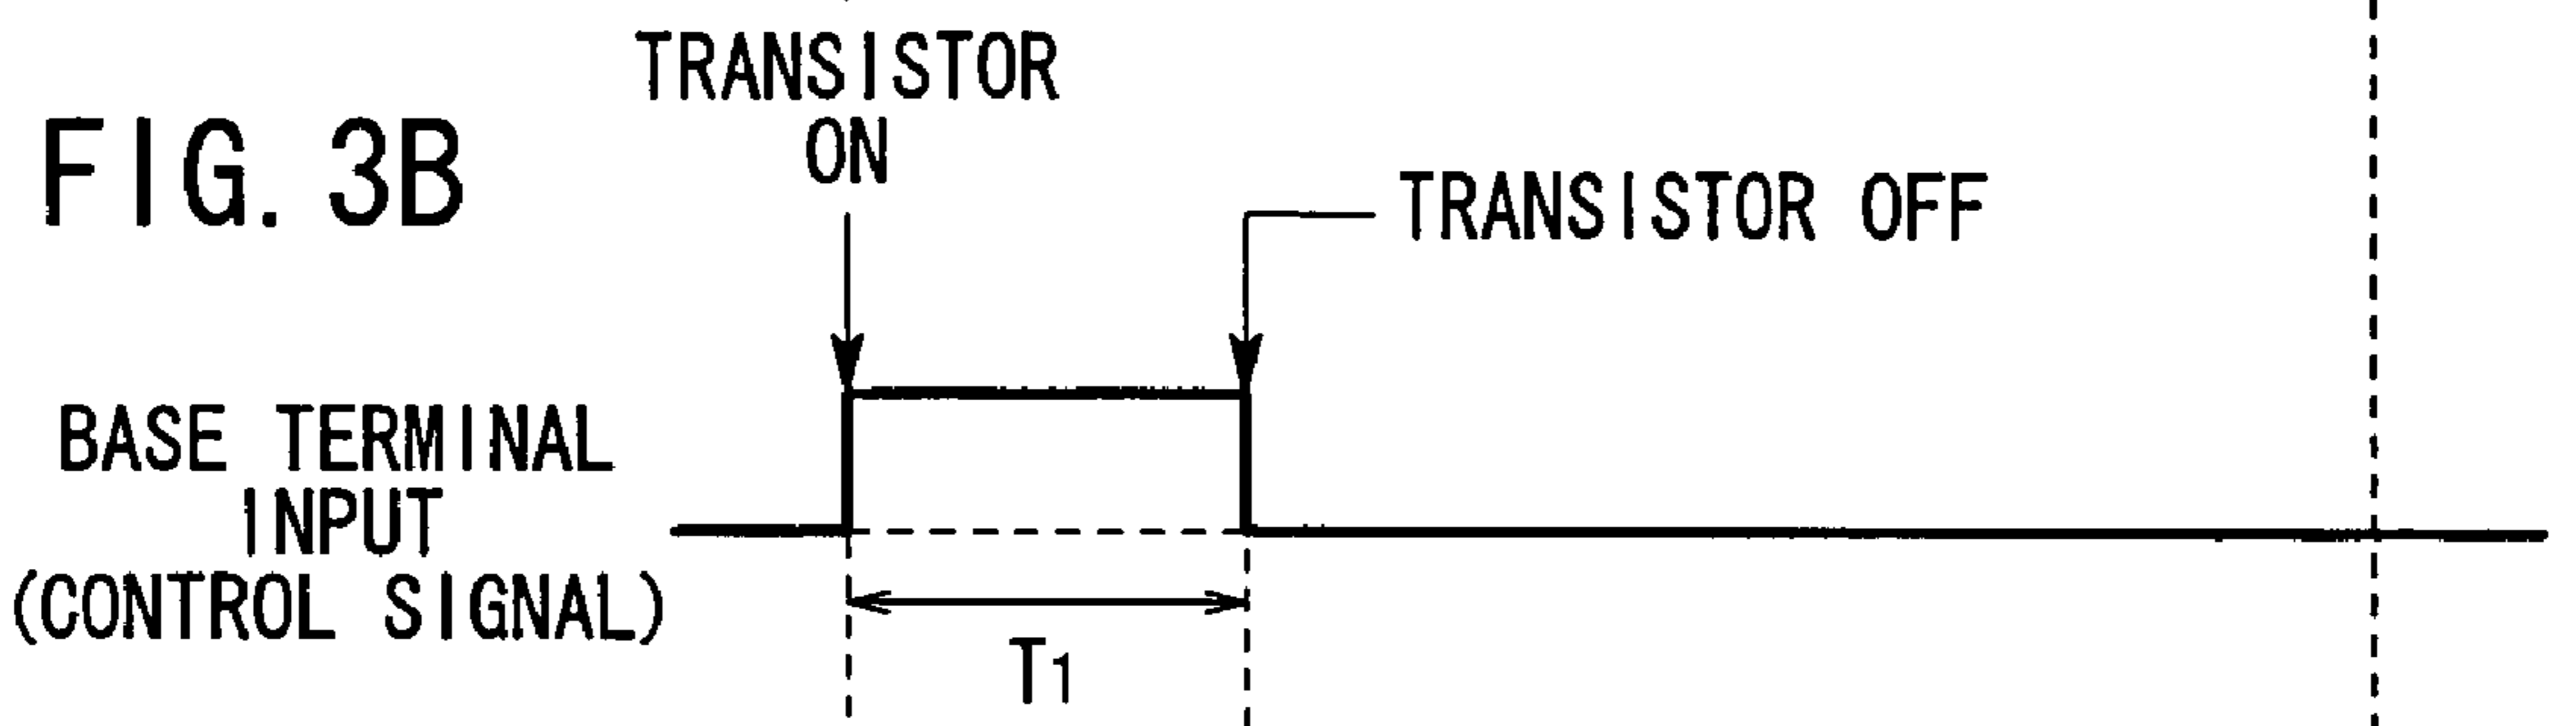 FIG. 3B
TRANSISTOR
ON
TRANSISTOR OFF
BASE TERMINAL
INPUT
(CONTROL SIGNAL)
T1